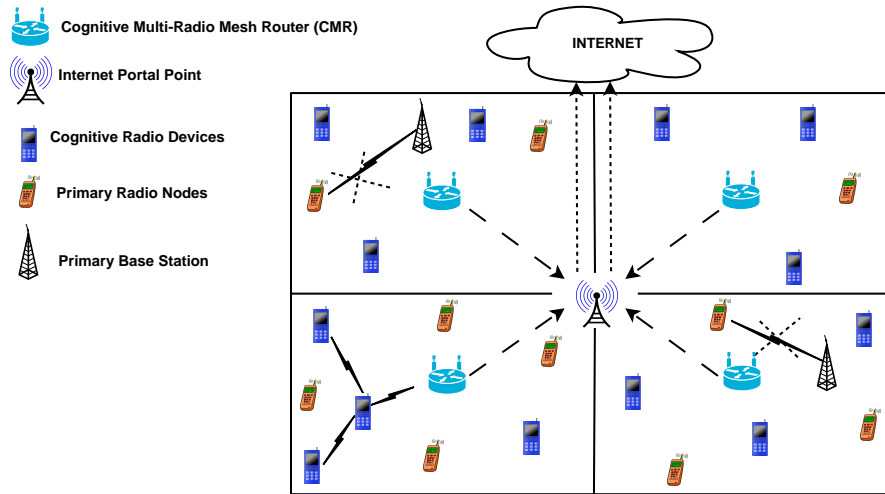 Cognitive Multi-Radio Mesh Router (CMR)
INTERNET
Internet Portal Point
Cognitive Radio Devices
Primary Radio Nodes
Primary Base Station